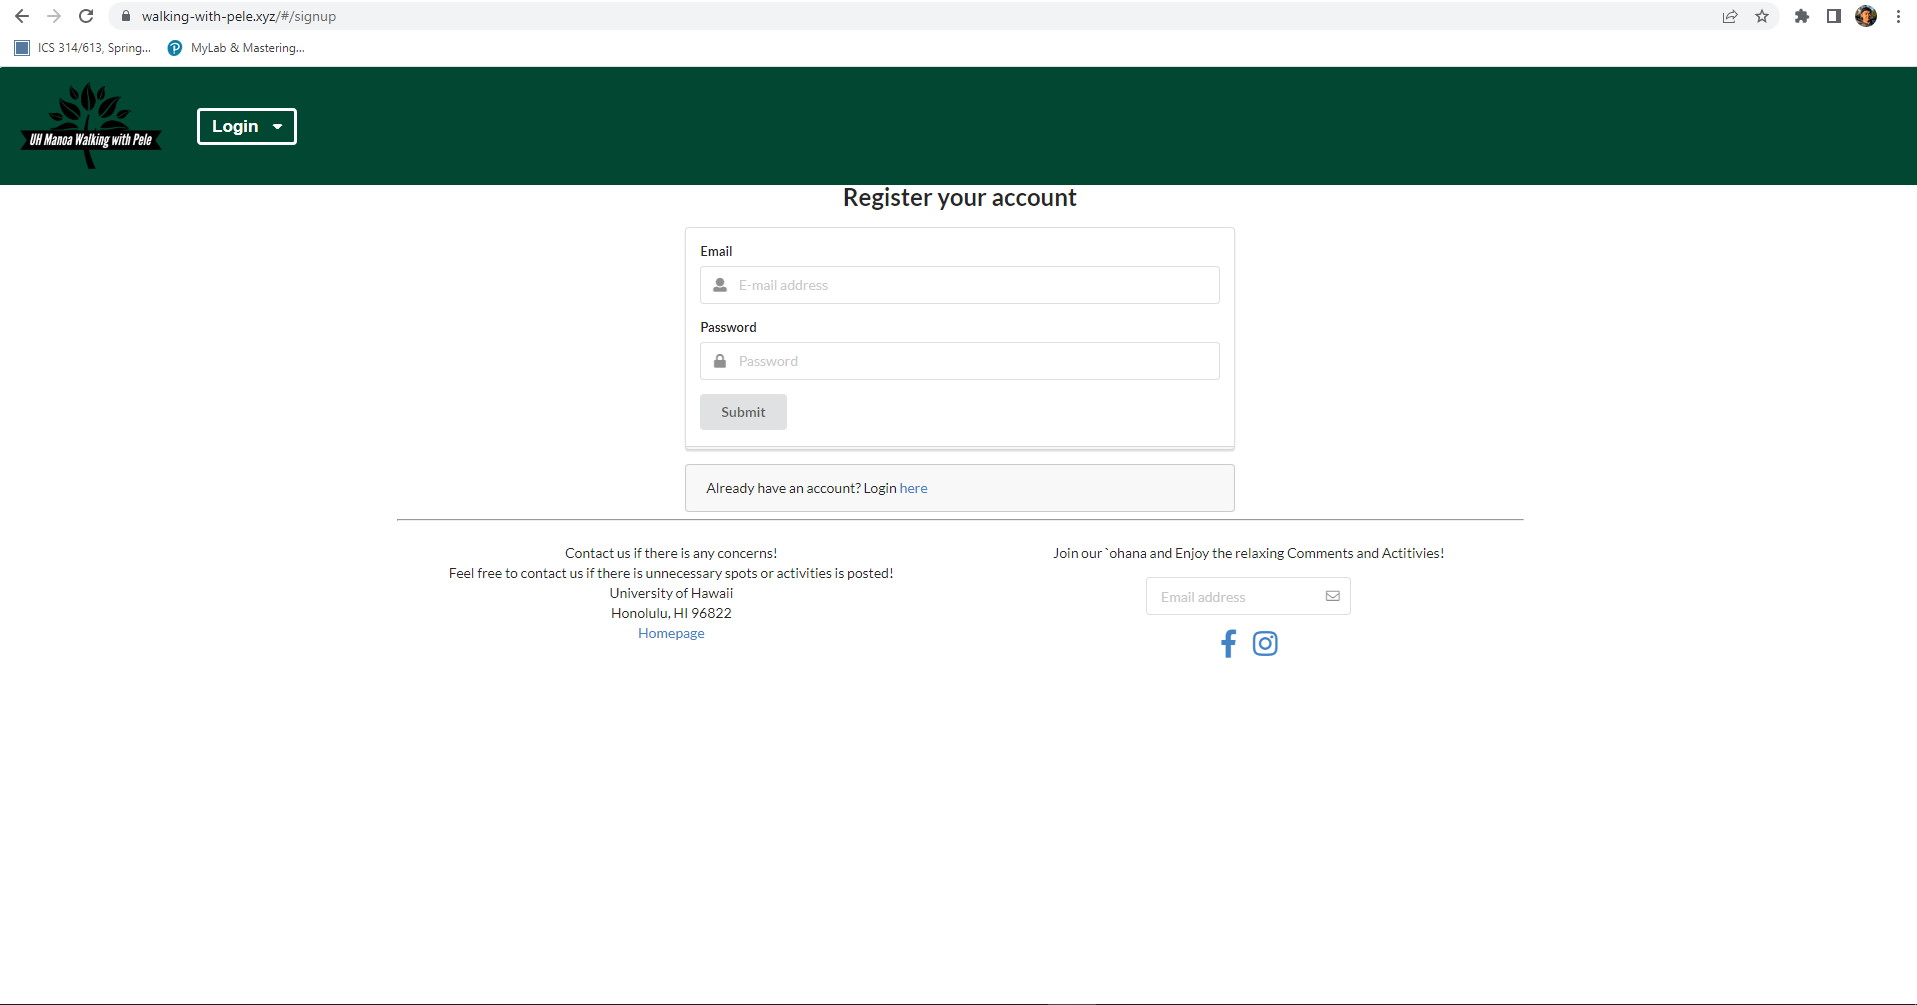 walking-with-pele.xyz/#/signup
ICS 314/613, Spring...
MyLab & Mastering...
UH Manoa Walking with Pele
Login
Register your account
Email
E-mail address
Password
Password
Submit
Already have an account? Login here
Contact us if there is any concerns!
Feel free to contact us if there is unnecessary spots or activities is posted!
University of Hawaii
Honolulu, HI 96822
Homepage
Join our `ohana and Enjoy the relaxing Comments and Actitivies!
Email address